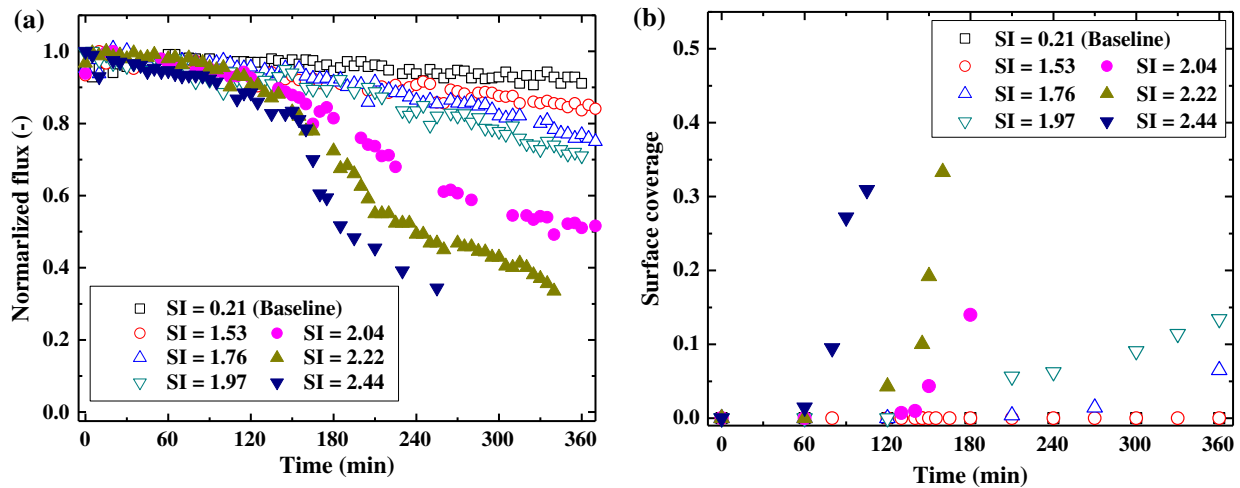 (a)
Normarlized flux (-)
1.0
0.8
0.6
0.4
0.2
0.0
SI = 0.21 (Baseline)
SI = 1.53
SI = 2.04
SI = 1.76
SI = 2.22
SI = 1.97
SI = 2.44
0
60
120
180
240
300
360
Time (min)
(b)
Surface coverage
0.5
0.4
0.3
0.2
0.1
0.0
SI = 0.21 (Baseline)
SI = 1.53
SI = 2.04
SI = 1.76
SI = 2.22
SI = 1.97
SI = 2.44
0
60
120
180
240
300
360
Time (min)